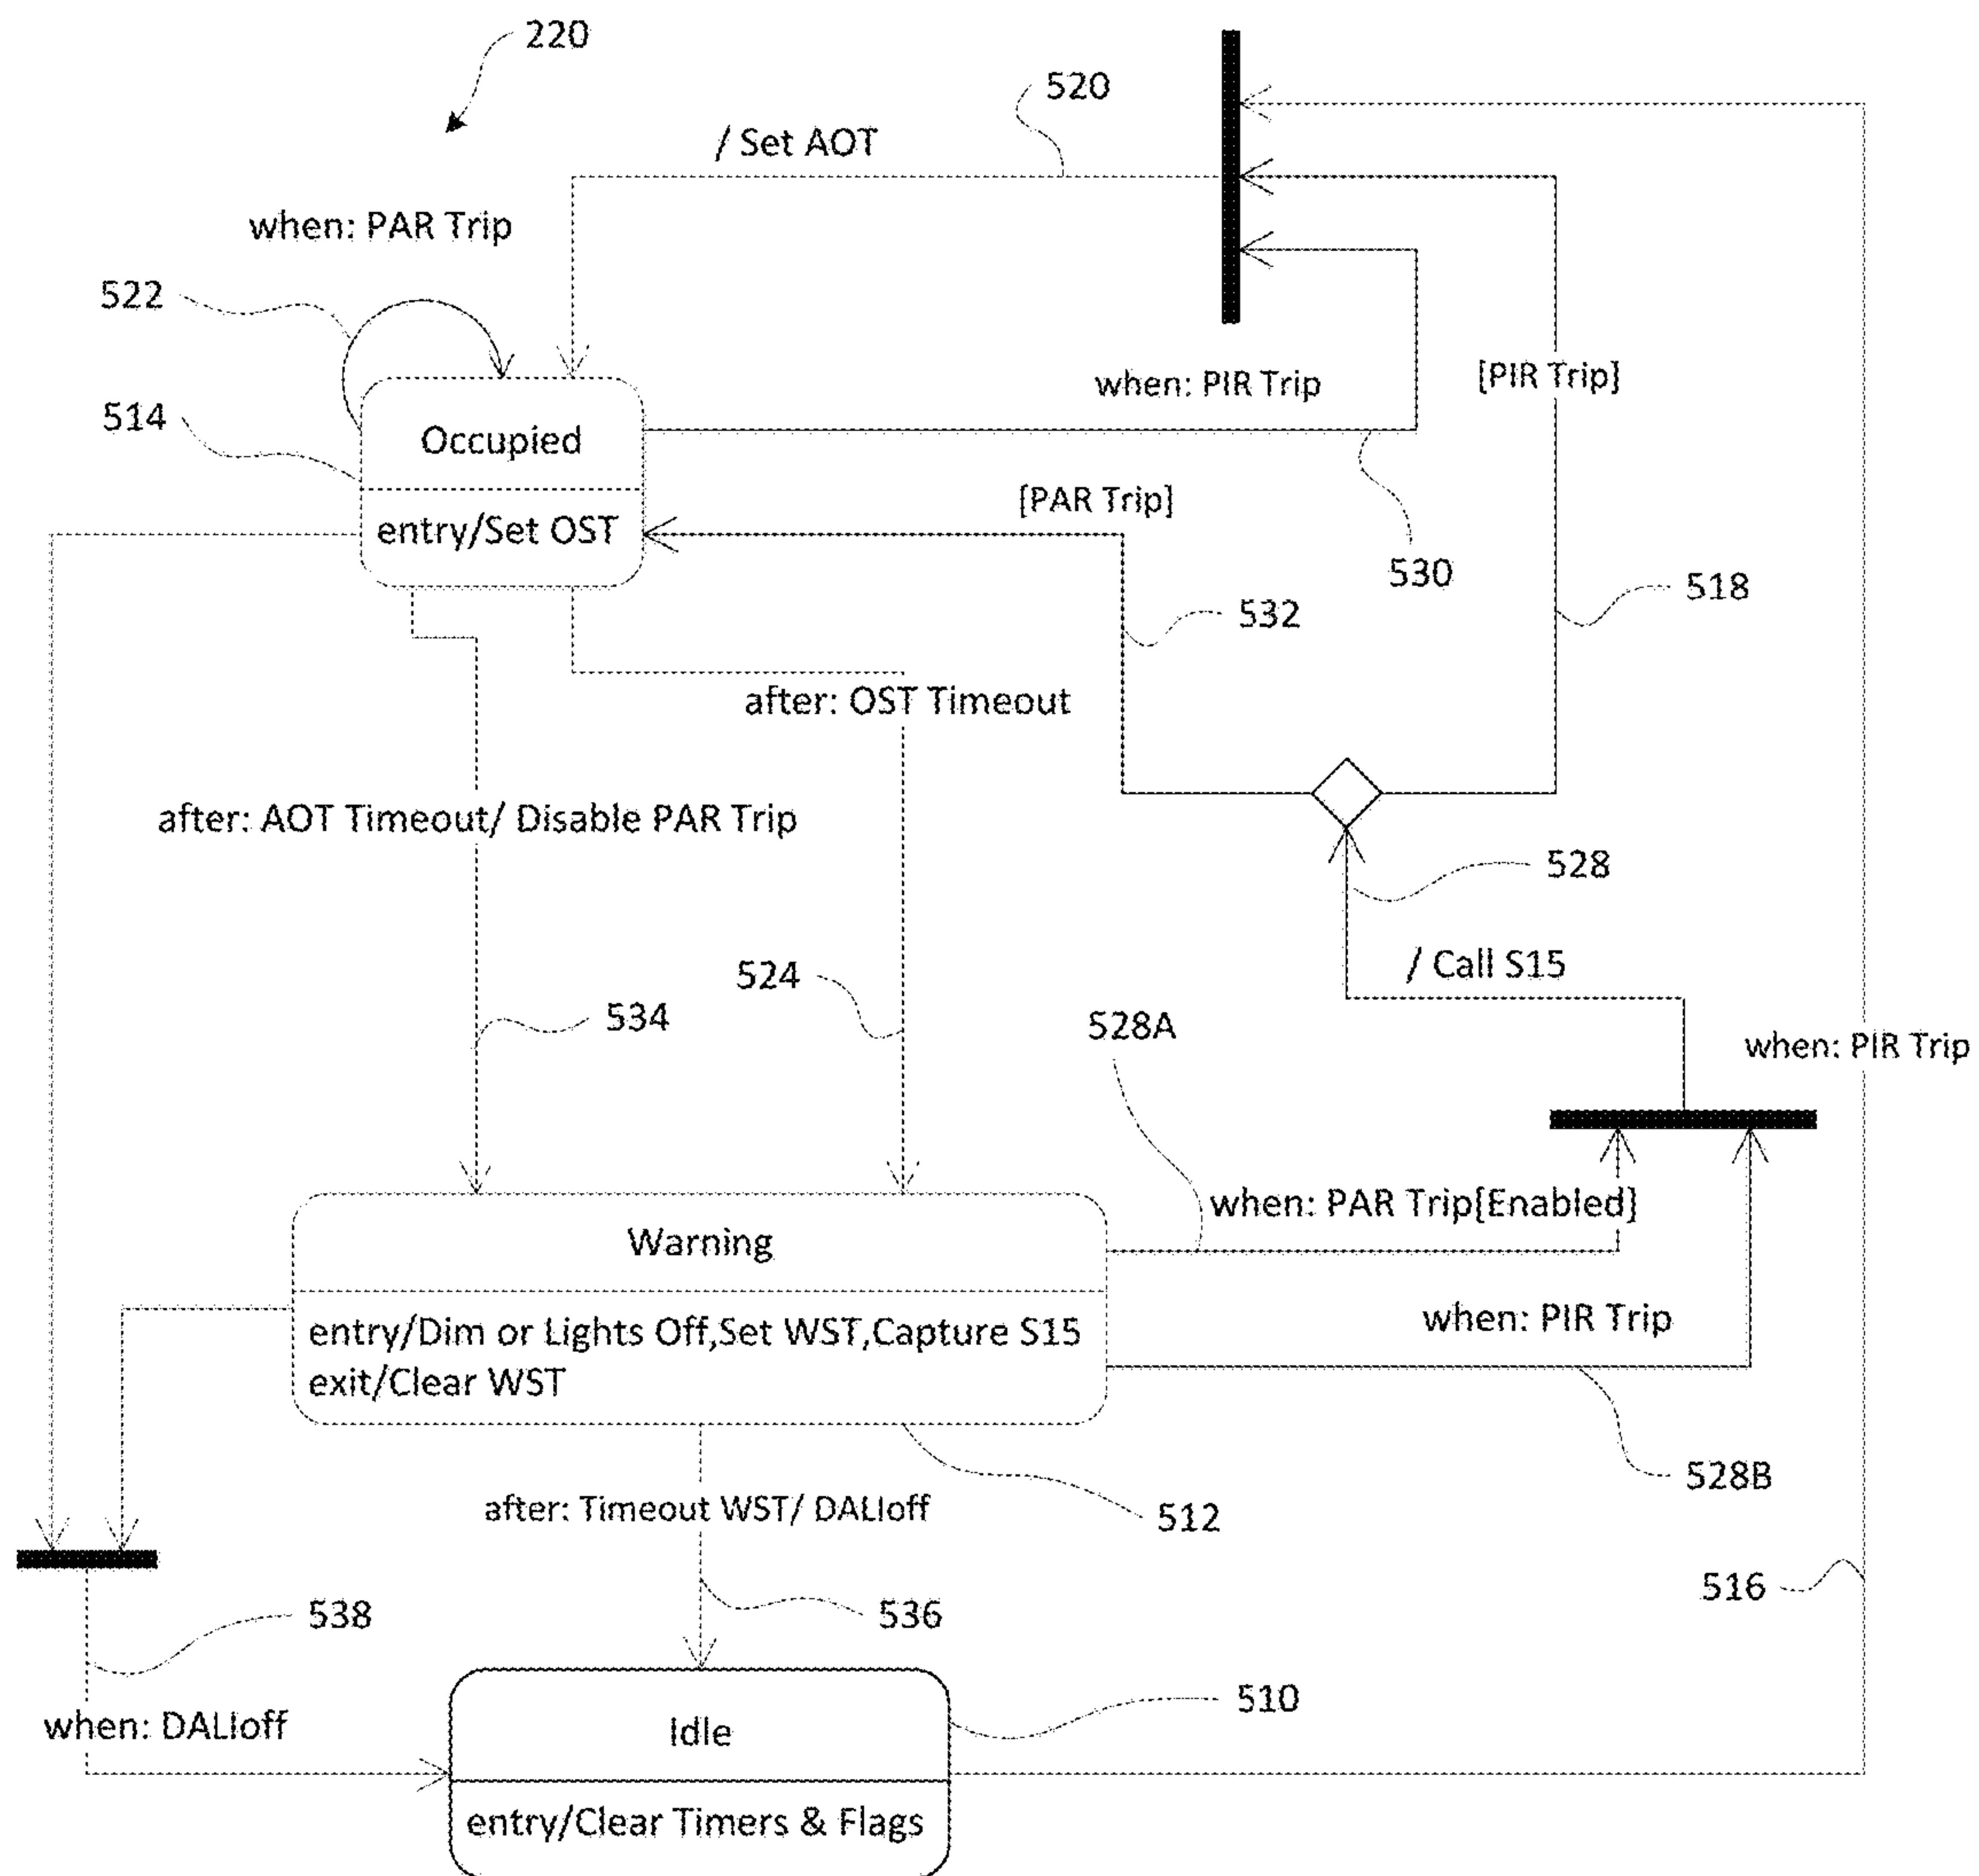 220
520
/ Set AOT
when: PAR Trip
522
when: PIR Trip
[PIR Trip]
514
Occupied
[PAR Trip]
entry/Set OST
530
518
532
after: OST Timeout
after: AOT Timeout/ Disable PAR Trip
528
/ Call S15
524
534
528A
when: PIR Trip
when: PAR Trip[Enabled]
Warning
when: PIR Trip
entry/Dim or Lights Off,Set WST,Capture S15
exit/Clear WST
528B
after: Timeout WST/ DALIoff
512
516
538
536
510
when: DALIoff
Idle
entry/Clear Timers & Flags